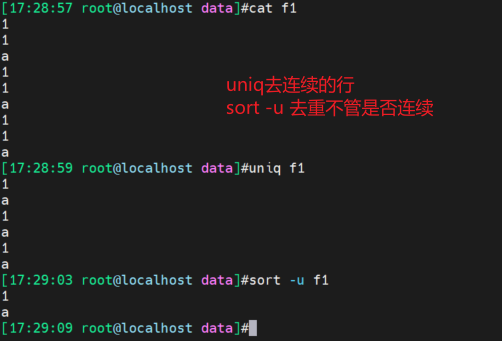 [17:28:57 root@localhost data]#cat f1
1
1
a
1
1
a
1
1
a
uniq去连续的行
sort -u 去重不管是否连续
[17:28:59 root@localhost data]#uniq f1
1
a
1
a
1
a
[17:29:03 root@localhost data]#sort -u f1
1
a
[17:29:09 root@localhost data]#